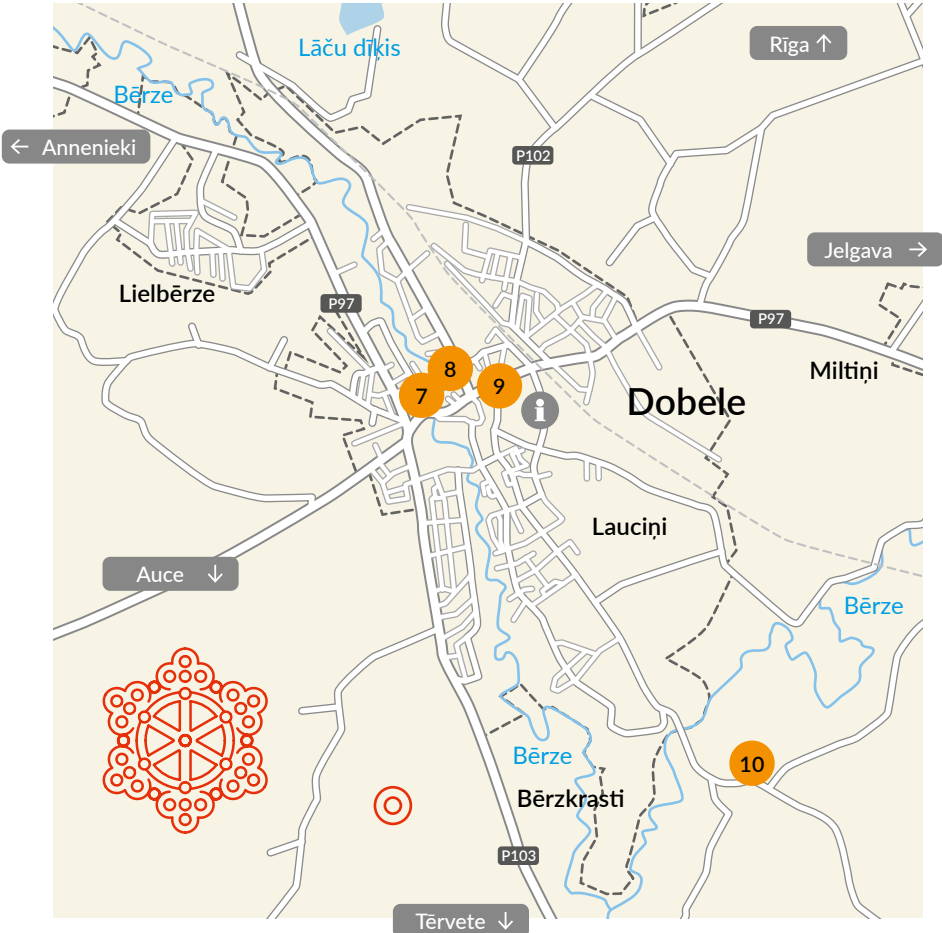 Lāču dīķis
Rīga ↑
Bērze
← Annenieki
P102
Jelgava →
Lielbērze
P97
P97
8
Miltiņi
7
9
Dobele
i
Lauciņi
Auce ↓
Bērze
Bērze
10
Bērzkrasti
P103
Tērvete ↓